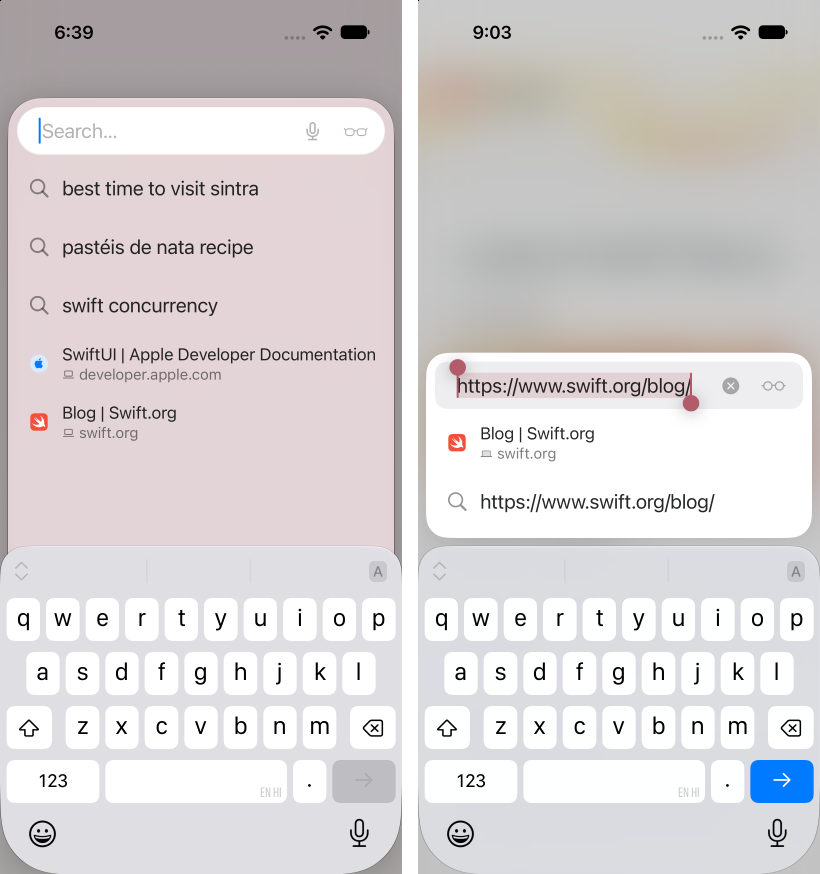 6:39
Search...
best time to visit sintra
pastéis de nata recipe
swift concurrency
SwiftUI | Apple Developer Documentation
developer.apple.com
Blog | Swift.org
swift.org
A
q w e r t y u i o p
a s d f g h j k l
z x c v b n m
123 .
EN HI
9:03
https://www.swift.org/blog/
Blog | Swift.org
swift.org
https://www.swift.org/blog/
A
q w e r t y u i o p
a s d f g h j k l
z x c v b n m
123 .
EN HI